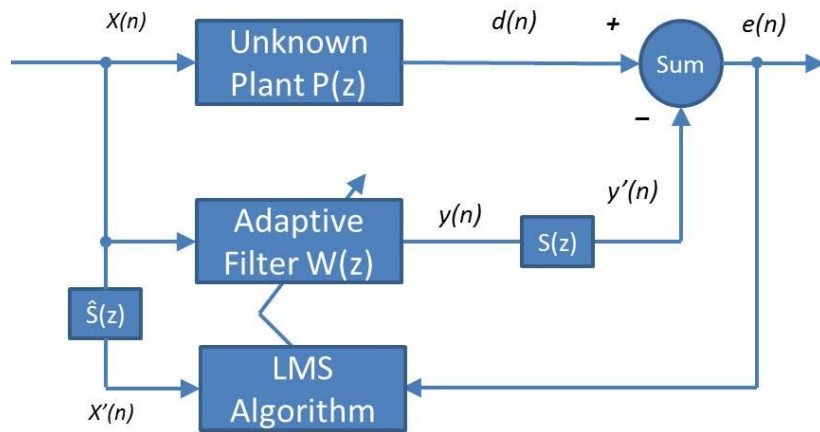 X(n)
Unknown
Plant P(z)
d(n)
+
Sum
e(n)
–
Adaptive
Filter W(z)
y(n)
S(z)
y’(n)
Ŝ(z)
X’(n)
LMS
Algorithm